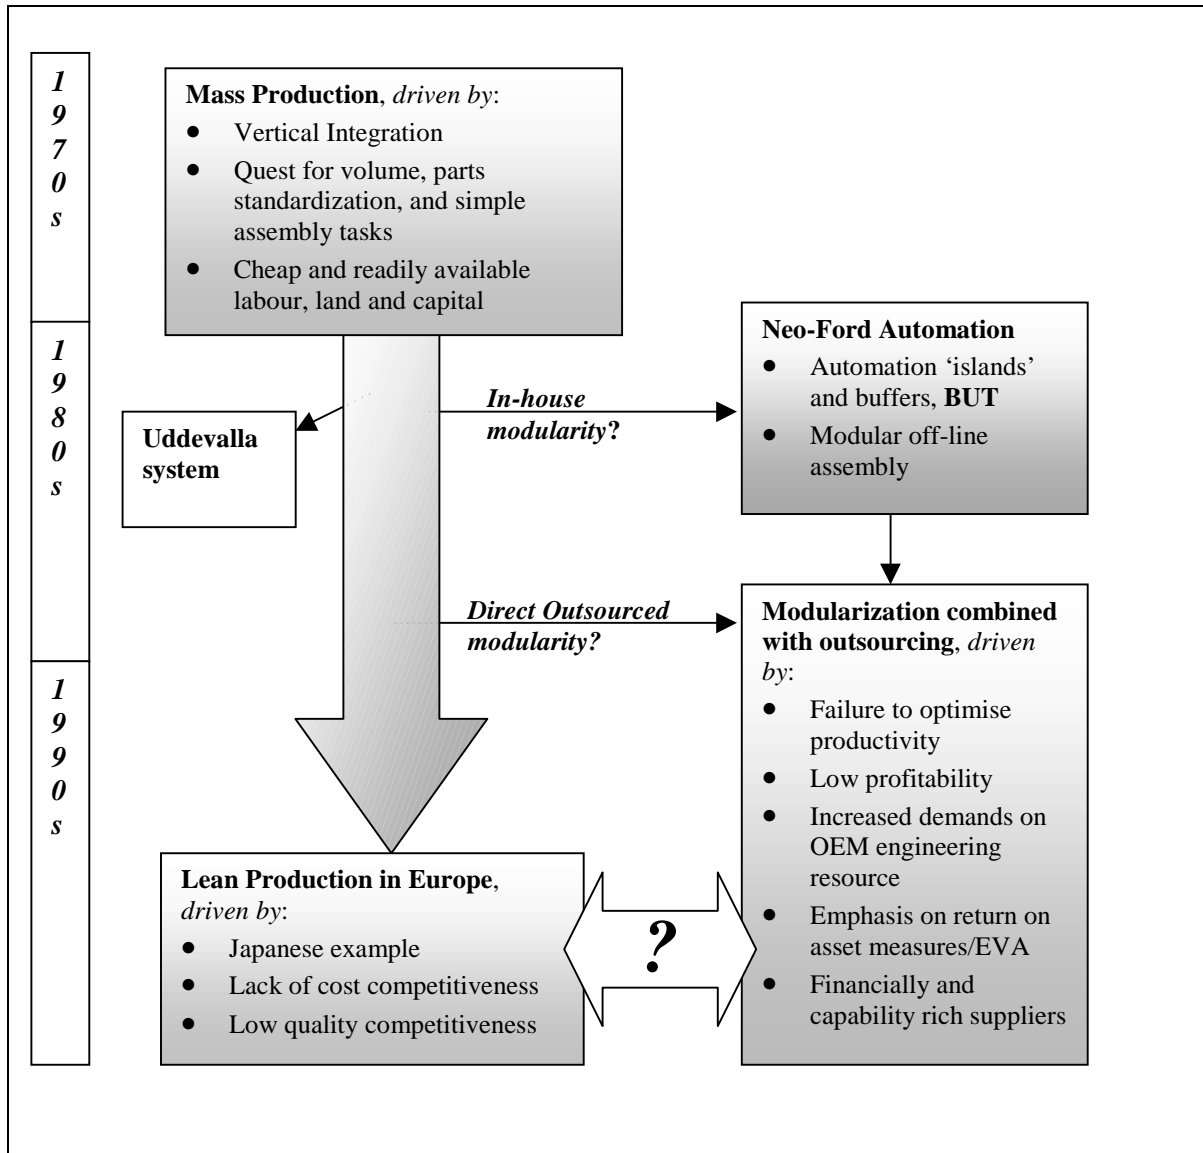 1
9
7
0
s
Mass Production, driven by:
● Vertical Integration
● Quest for volume, parts
standardization, and simple
assembly tasks
● Cheap and readily available
labour, land and capital
1
9
8
0
s
Uddevalla
system
In-house
modularity?
Neo-Ford Automation
● Automation ‘islands’
and buffers, BUT
● Modular off-line
assembly
Direct Outsourced
modularity?
Modularization combined
with outsourcing, driven
by:
● Failure to optimise
productivity
● Low profitability
● Increased demands on
OEM engineering
resource
● Emphasis on return on
asset measures/EVA
● Financially and
capability rich suppliers
1
9
9
0
s
Lean Production in Europe,
driven by:
● Japanese example
● Lack of cost competitiveness
● Low quality competitiveness
?